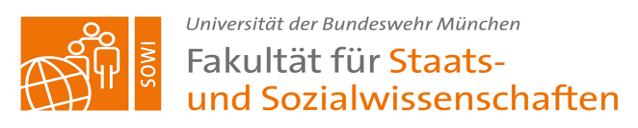 SOWI
Universität der Bundeswehr München
Fakultät für Staats-
und Sozialwissenschaften